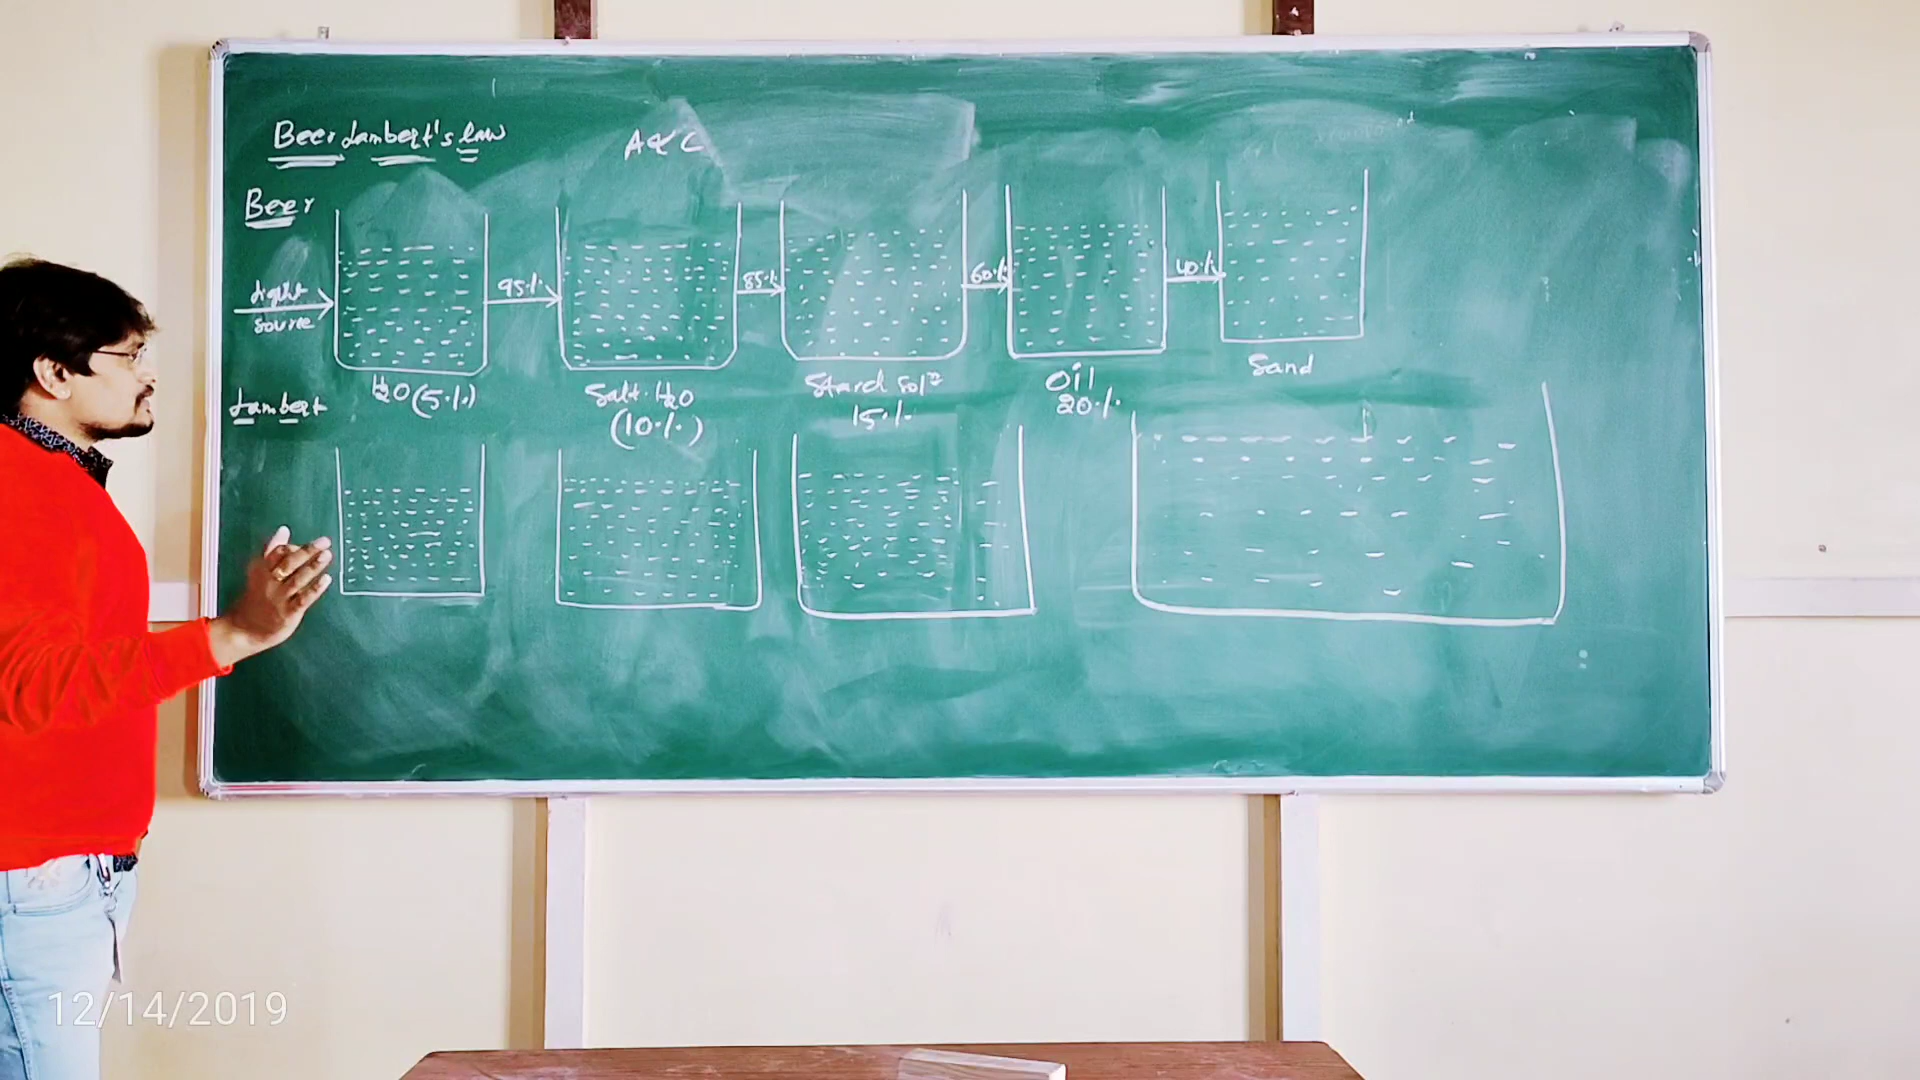 Beer Lambert's law
A α C
Beer
Light
source
95%
85%
60%
40%
H2O (5%)
Salt. H2O
(10%)
Starch solⁿ
15%
Oil
20%
Sand
Lambert
12/14/2019